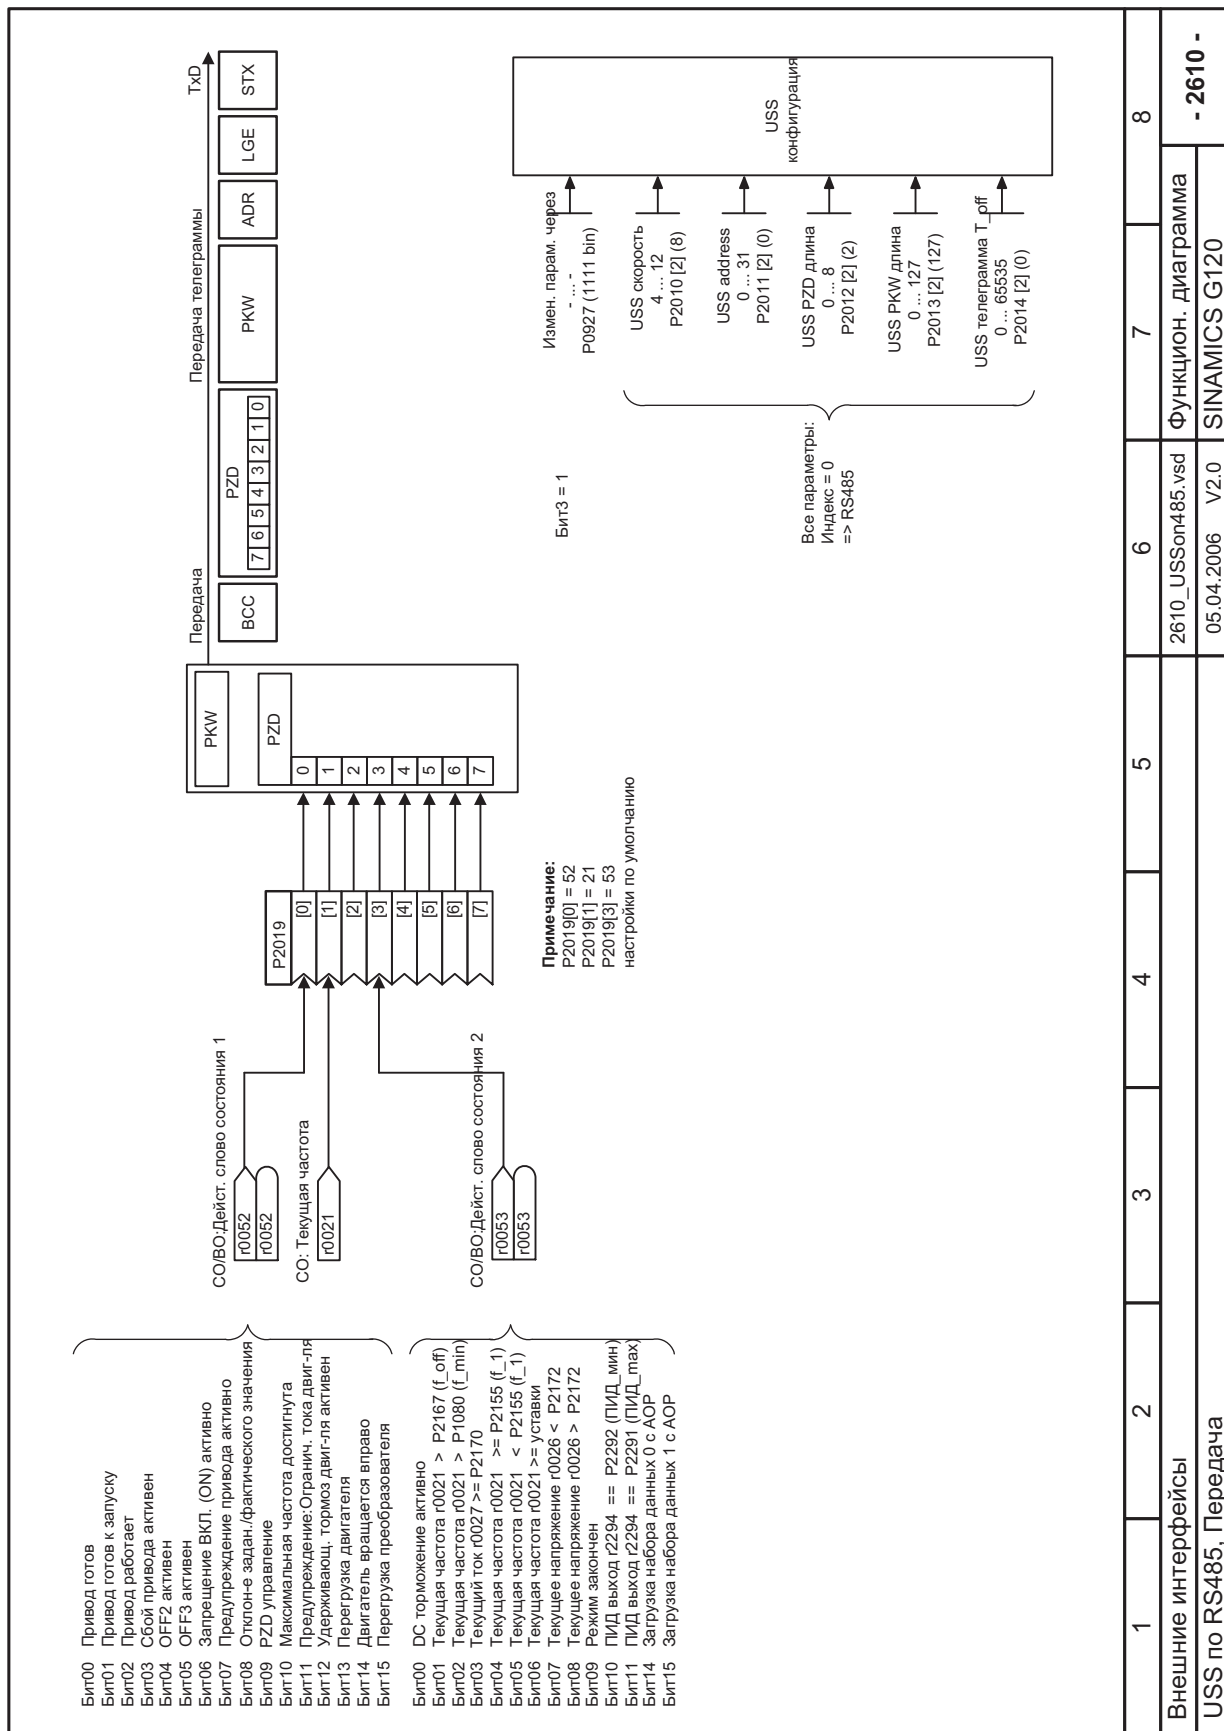 Бит00 Привод готов
Бит01 Привод готов к запуску
Бит02 Привод работает
Бит03 Сбой привода активен
Бит04 OFF2 активен
Бит05 OFF3 активен
Бит06 Запрещение ВКЛ. (ON) активно
Бит07 Предупреждение привода активно
Бит08 Отклон-е задан./фактического значения
Бит09 PZD управление
Бит10 Максимальная частота достигнута
Бит11 Предупреждение:Огранич. тока двиг-ля
Бит12 Удерживающ. тормоз двиг-ля активен
Бит13 Перегрузка двигателя
Бит14 Двигатель вращается вправо
Бит15 Перегрузка преобразователя
Бит00 DC торможение активно
Бит01 Текущая частота r0021 > P2167 (f_off)
Бит02 Текущая частота r0021 > P1080 (f_min)
Бит03 Текущий ток r0027 >= P2170
Бит04 Текущая частота r0021 >= P2155 (f_1)
Бит05 Текущая частота r0021 < P2155 (f_1)
Бит06 Текущая частота r0021 >= уставки
Бит07 Текущее напряжение r0026 < P2172
Бит08 Текущее напряжение r0026 > P2172
Бит09 Режим закончен
Бит10 ПИД выход r2294 == P2292 (ПИД_мин)
Бит11 ПИД выход r2294 == P2291 (ПИД_max)
Бит14 Загрузка набора данных 0 с AOP
Бит15 Загрузка набора данных 1 с AOP
CO/BO:Дейст. слово состояния 1
r0052
r0052
CO: Текущая частота
r0021
CO/BO:Дейст. слово состояния 2
r0053
r0053
P2019
[0]
[1]
[2]
[3]
[4]
[5]
[6]
[7]
Примечание:
P2019[0] = 52
P2019[1] = 21
P2019[3] = 53
настройки по умолчанию
PKW
PZD
0
1
2
3
4
5
6
7
Передача
Передача телеграммы
TxD
BCC
PZD
7 6 5 4 3 2 1 0
PKW
ADR
LGE
STX
Бит3 = 1
Измен. парам. через
- ... -
P0927 (1111 bin)
USS скорость
4 ... 12
P2010 [2] (8)
USS address
0 ... 31
P2011 [2] (0)
USS PZD длина
0 ... 8
P2012 [2] (2)
USS PKW длина
0 ... 127
P2013 [2] (127)
USS телеграмма T_off
0 ... 65535
P2014 [2] (0)
Все параметры:
Индекс = 0
=> RS485
USS
конфигурация
1 2 3 4 5 6 7 8
Внешние интерфейсы
USS по RS485, Передача
2610_USSon485.vsd
05.04.2006 V2.0
Функцион. диаграмма
SINAMICS G120
- 2610 -